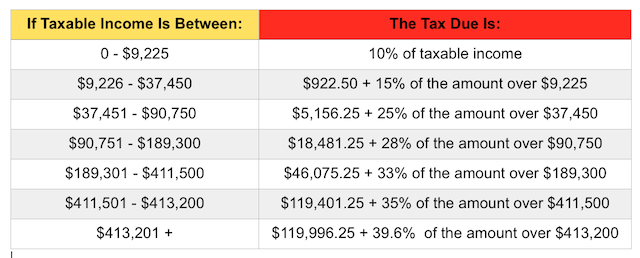 If Taxable Income Is Between: The Tax Due Is:
0 - $9,225 10% of taxable income
$9,226 - $37,450 $922.50 + 15% of the amount over $9,225
$37,451 - $90,750 $5,156.25 + 25% of the amount over $37,450
$90,751 - $189,300 $18,481.25 + 28% of the amount over $90,750
$189,301 - $411,500 $46,075.25 + 33% of the amount over $189,300
$411,501 - $413,200 $119,401.25 + 35% of the amount over $411,500
$413,201 + $119,996.25 + 39.6% of the amount over $413,200